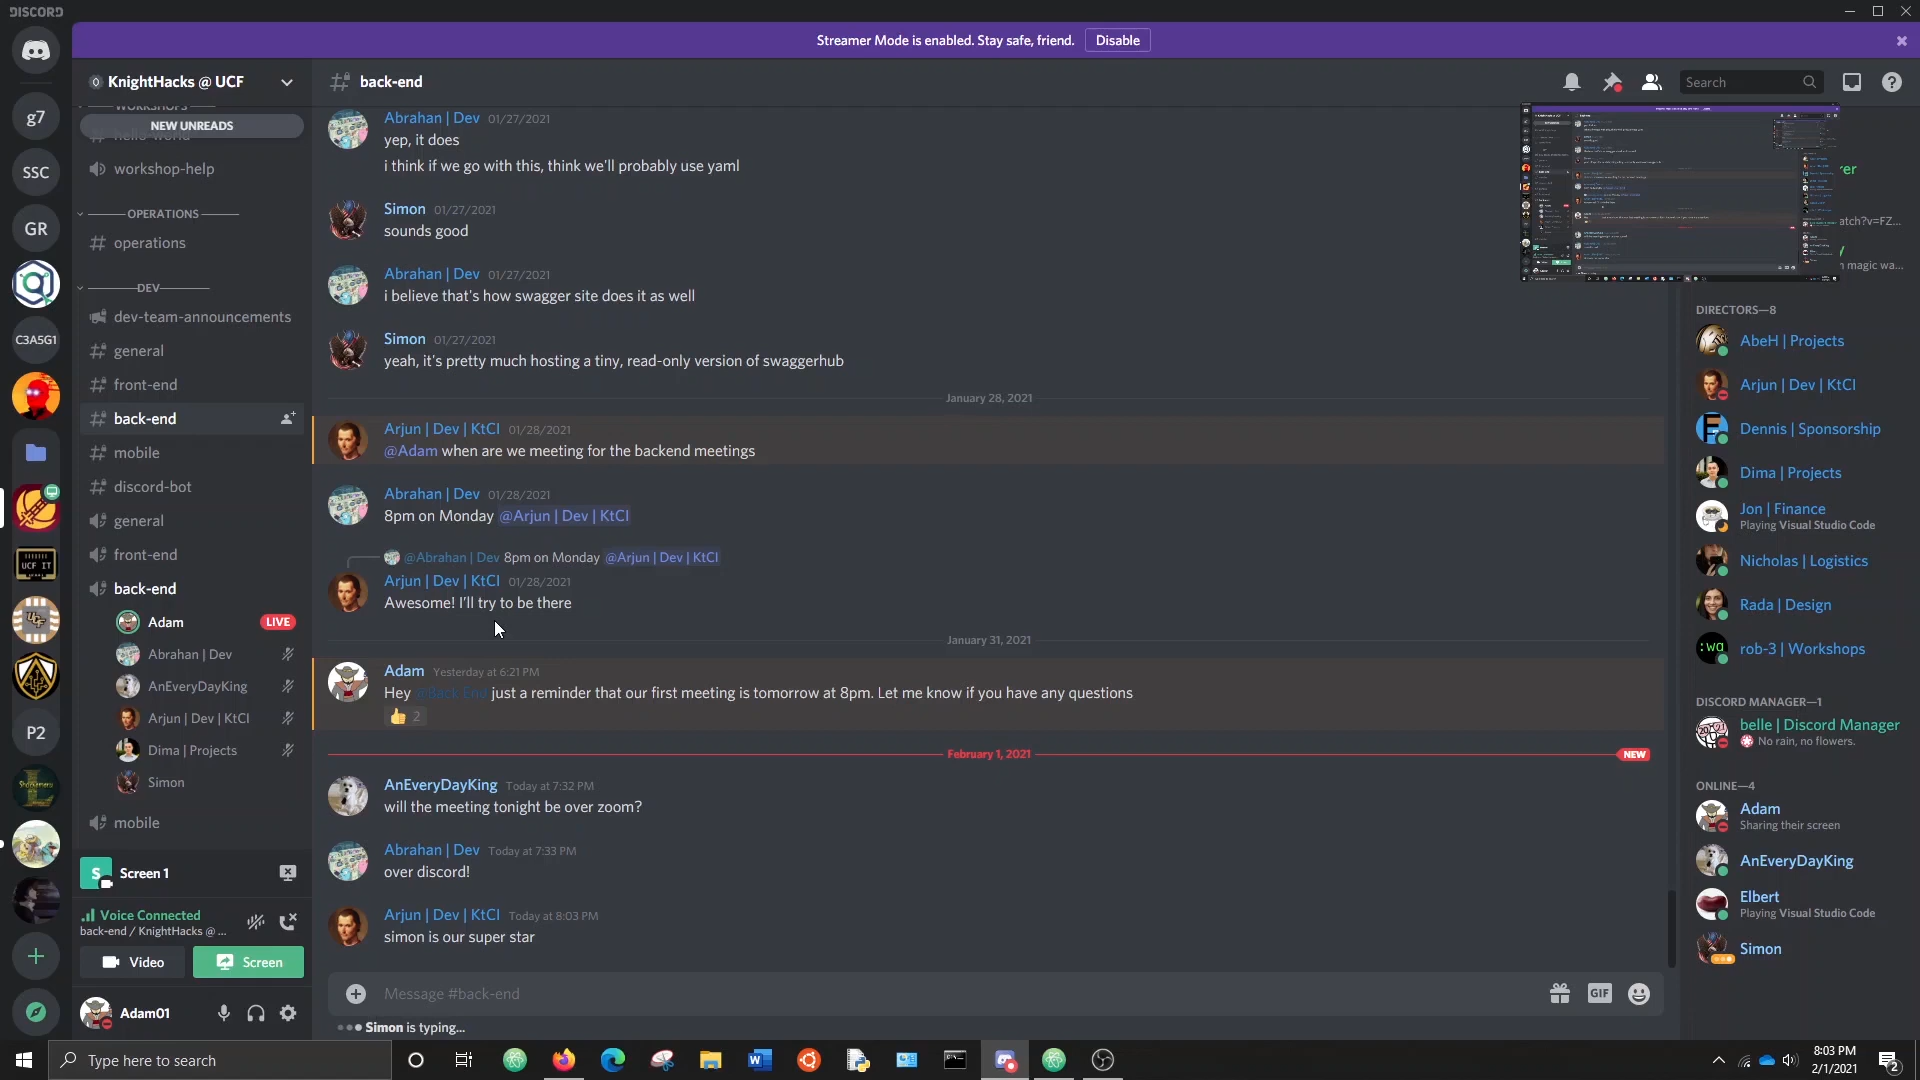 DISCORD
Streamer Mode is enabled. Stay safe, friend. Disable
g7
SSC
GR
C3A5G1
UCF IT
P2
KnightHacks @ UCF
WORKSHOPS
NEW UNREADS
hello-world
workshop-help
OPERATIONS
operations
DEV
dev-team-announcements
general
front-end
back-end
mobile
discord-bot
general
front-end
back-end
Adam LIVE
Abrahan | Dev
AnEveryDayKing
Arjun | Dev | KtCl
Dima | Projects
Simon
mobile
S Screen 1
Voice Connected
back-end / KnightHacks @ ...
Video Screen
Adam01
back-end
Search
Abrahan | Dev 01/27/2021
yep, it does
i think if we go with this, think we'll probably use yaml
Simon 01/27/2021
sounds good
Abrahan | Dev 01/27/2021
i believe that's how swagger site does it as well
Simon 01/27/2021
yeah, it's pretty much hosting a tiny, read-only version of swaggerhub
January 28, 2021
Arjun | Dev | KtCl 01/28/2021
@Adam when are we meeting for the backend meetings
Abrahan | Dev 01/28/2021
8pm on Monday @Arjun | Dev | KtCl
@Abrahan | Dev 8pm on Monday @Arjun | Dev | KtCl
Arjun | Dev | KtCl 01/28/2021
Awesome! I'll try to be there
January 31, 2021
Adam Yesterday at 6:21 PM
Hey @Back End just a reminder that our first meeting is tomorrow at 8pm. Let me know if you have any questions
2
February 1, 2021 NEW
AnEveryDayKing Today at 7:32 PM
will the meeting tonight be over zoom?
Abrahan | Dev Today at 7:33 PM
over discord!
Arjun | Dev | KtCl Today at 8:03 PM
simon is our super star
Message #back-end
GIF
Simon is typing...
rer
atch?v=FZ...
n magic wa...
DIRECTORS—8
AbeH | Projects
Arjun | Dev | KtCl
Dennis | Sponsorship
Dima | Projects
Jon | Finance
Playing Visual Studio Code
Nicholas | Logistics
Rada | Design
rob-3 | Workshops
DISCORD MANAGER—1
belle | Discord Manager
No rain, no flowers.
ONLINE—4
Adam
Sharing their screen
AnEveryDayKing
Elbert
Playing Visual Studio Code
Simon
Type here to search
8:03 PM
2/1/2021
2